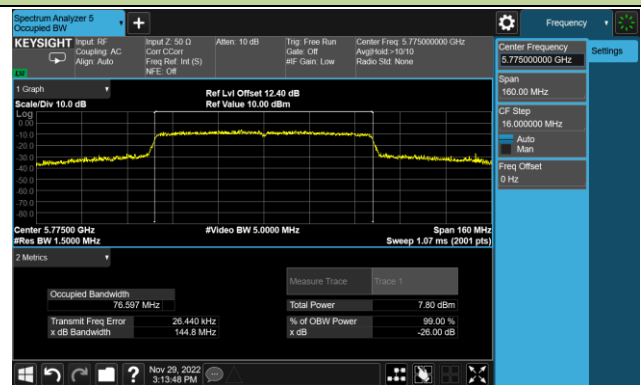 Spectrum Analyzer 5
Occupied BW
+
Frequency
KEYSIGHT
Input: RF
Coupling: AC
Align: Auto
Input Z: 50 Ω
Corr CCorr
Freq Ref: Int (S)
NFE: Off
Atten: 10 dB
Trig: Free Run
Gate: Off
#IF Gain: Low
Center Freq: 5.775000000 GHz
Avg|Hold:>10/10
Radio Std: None
Center Frequency
5.775000000 GHz
Settings
Span
160.00 MHz
CF Step
16.000000 MHz
Auto
Man
Freq Offset
0 Hz
1 Graph
Scale/Div 10.0 dB
Ref Lvl Offset 12.40 dB
Ref Value 10.00 dBm
Log
0.00
-10.0
-20.0
-30.0
-40.0
-50.0
-60.0
-70.0
-80.0
Center 5.77500 GHz
#Res BW 1.5000 MHz
#Video BW 5.0000 MHz
Span 160 MHz
Sweep 1.07 ms (2001 pts)
2 Metrics
Measure Trace
Trace 1
Occupied Bandwidth
76.597 MHz
Total Power
7.80 dBm
Transmit Freq Error
26.440 kHz
% of OBW Power
99.00 %
x dB Bandwidth
144.8 MHz
x dB
-26.00 dB
?
Nov 29, 2022
3:13:48 PM